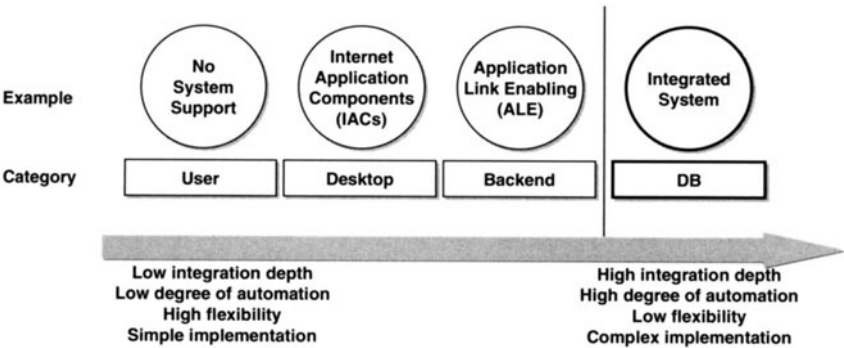 Example
No
System
Support
Internet
Application
Components
(IACs)
Application
Link Enabling
(ALE)
Integrated
System
Category
User
Desktop
Backend
DB
Low integration depth
Low degree of automation
High flexibility
Simple implementation
High integration depth
High degree of automation
Low flexibility
Complex implementation